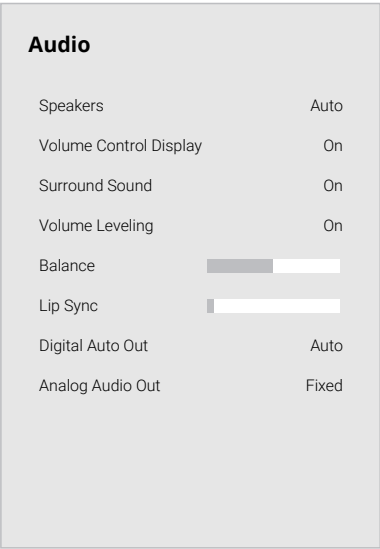 Audio
Speakers Auto
Volume Control Display On
Surround Sound On
Volume Leveling On
Balance
Lip Sync
Digital Auto Out Auto
Analog Audio Out Fixed